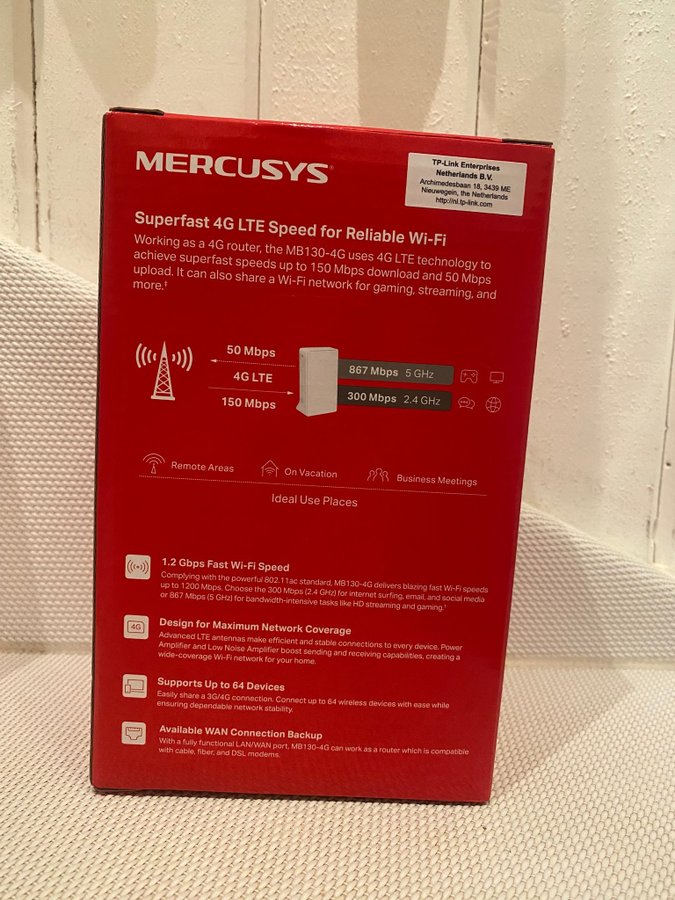 MERCUSYS
TP-Link Enterprises
Netherlands B.V.
Archimedesbaan 18, 3439 ME
Nieuwegein, the Netherlands
http://nl.tp-link.com
Superfast 4G LTE Speed for Reliable Wi-Fi
Working as a 4G router, the MB130-4G uses 4G LTE technology to
achieve superfast speeds up to 150 Mbps download and 50 Mbps
upload. It can also share a Wi-Fi network for gaming, streaming, and
more.‡
50 Mbps
4G LTE
150 Mbps
867 Mbps 5 GHz
300 Mbps 2.4 GHz
Remote Areas
On Vacation
Business Meetings
Ideal Use Places
1.2 Gbps Fast Wi-Fi Speed
Complying with the powerful 802.11ac standard, MB130-4G delivers blazing fast Wi-Fi speeds
up to 1200 Mbps. Choose the 300 Mbps (2.4 GHz) for internet surfing, email, and social media
or 867 Mbps (5 GHz) for bandwidth-intensive tasks like HD streaming and gaming.†
4G
Design for Maximum Network Coverage
Advanced LTE antennas make efficient and stable connections to every device. Power
Amplifier and Low Noise Amplifier boost sending and receiving capabilities, creating a
wide-coverage Wi-Fi network for your home.
Supports Up to 64 Devices
Easily share a 3G/4G connection. Connect up to 64 wireless devices with ease while
ensuring dependable network stability.
Available WAN Connection Backup
With a fully functional LAN/WAN port, MB130-4G can work as a router which is compatible
with cable, fiber, and DSL modems.